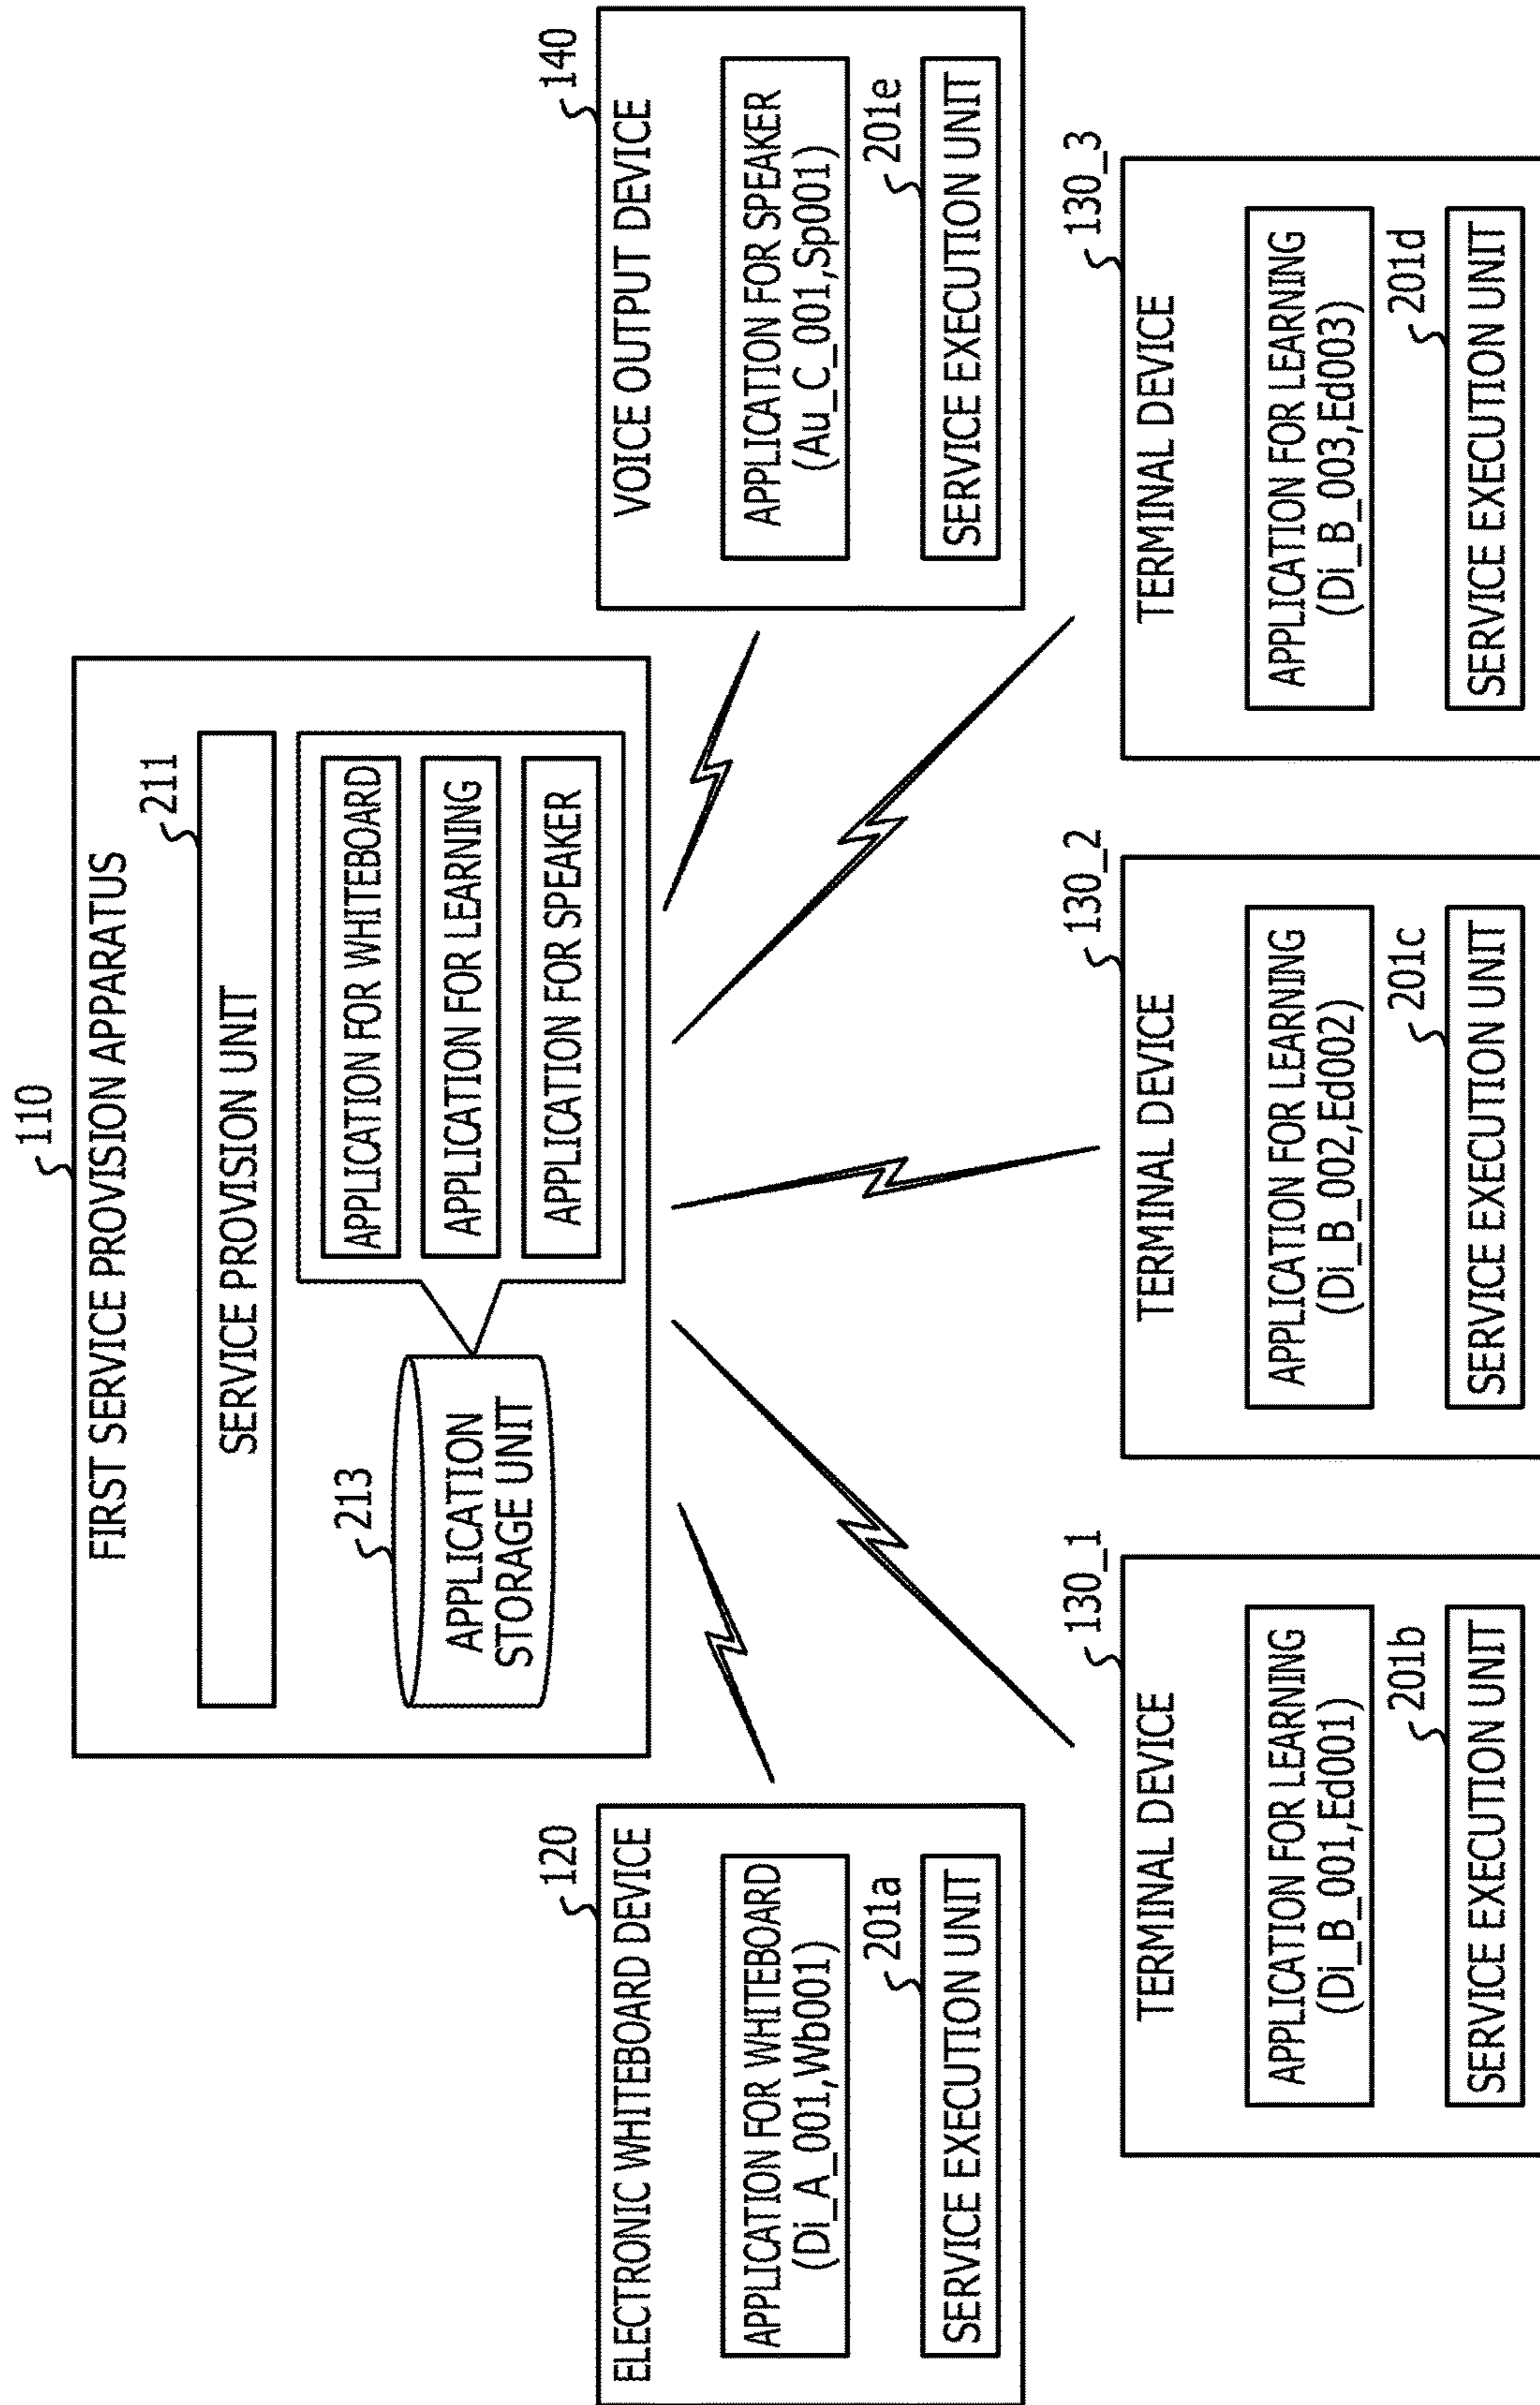 110
FIRST SERVICE PROVISION APPARATUS
211
SERVICE PROVISION UNIT
213
APPLICATION
STORAGE UNIT
APPLICATION FOR WHITEBOARD
APPLICATION FOR LEARNING
APPLICATION FOR SPEAKER
120
ELECTRONIC WHITEBOARD DEVICE
APPLICATION FOR WHITEBOARD
(Di_A_001,Wb001)
201a
SERVICE EXECUTION UNIT
140
VOICE OUTPUT DEVICE
APPLICATION FOR SPEAKER
(Au_C_001,Sp001)
201e
SERVICE EXECUTION UNIT
130_1
TERMINAL DEVICE
APPLICATION FOR LEARNING
(Di_B_001,Ed001)
201b
SERVICE EXECUTION UNIT
130_2
TERMINAL DEVICE
APPLICATION FOR LEARNING
(Di_B_002,Ed002)
201c
SERVICE EXECUTION UNIT
130_3
TERMINAL DEVICE
APPLICATION FOR LEARNING
(Di_B_003,Ed003)
201d
SERVICE EXECUTION UNIT